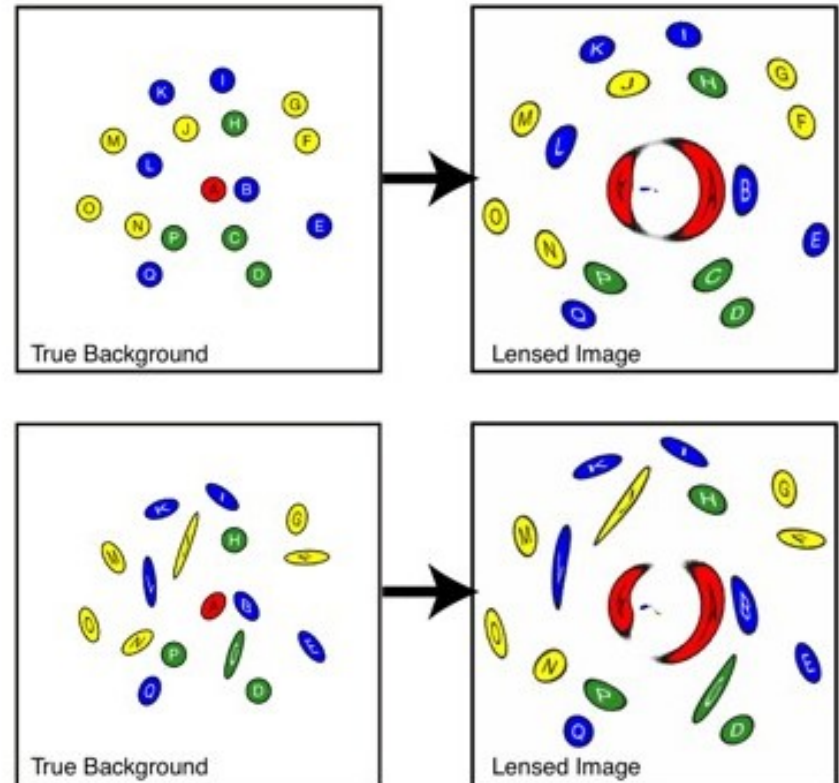 I
K
G
J H
M F
L
A B
O
N E
P C
Q D
True Background
I
K
G
J H
M F
L
B
O
E
N
P C
Q D
Lensed Image
I
K
G
H
M
A B
O
N E
P
Q D
True Background
I
K
G
J H
M
O
E
N
P
Q D
Lensed Image